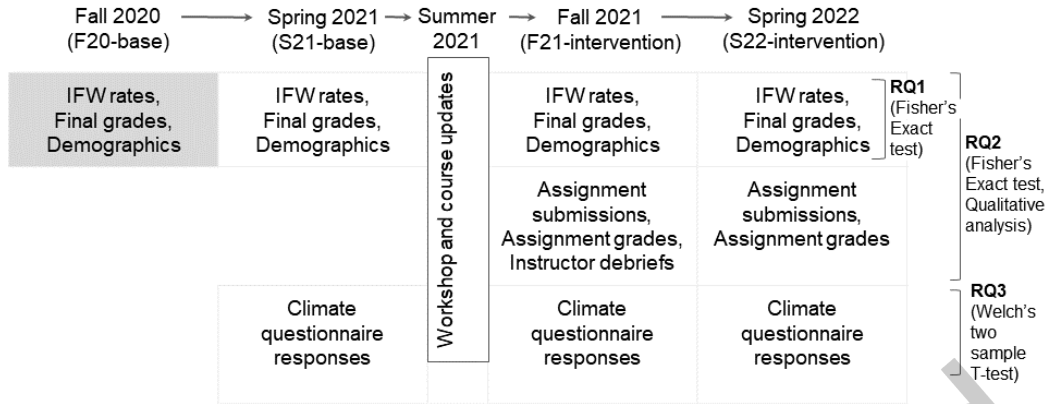 Fall 2020
(F20-base)
Spring 2021
(S21-base)
Summer
2021
Fall 2021
(F21-intervention)
Spring 2022
(S22-intervention)
IFW rates,
Final grades,
Demographics
IFW rates,
Final grades,
Demographics
Workshop and course updates
IFW rates,
Final grades,
Demographics
IFW rates,
Final grades,
Demographics
RQ1
(Fisher's
Exact
test)
RQ2
(Fisher's
Exact test,
Qualitative
analysis)
Assignment
submissions,
Assignment grades,
Instructor debriefs
Assignment
submissions,
Assignment grades
Climate
questionnaire
responses
Climate
questionnaire
responses
Climate
questionnaire
responses
RQ3
(Welch's
two
sample
T-test)